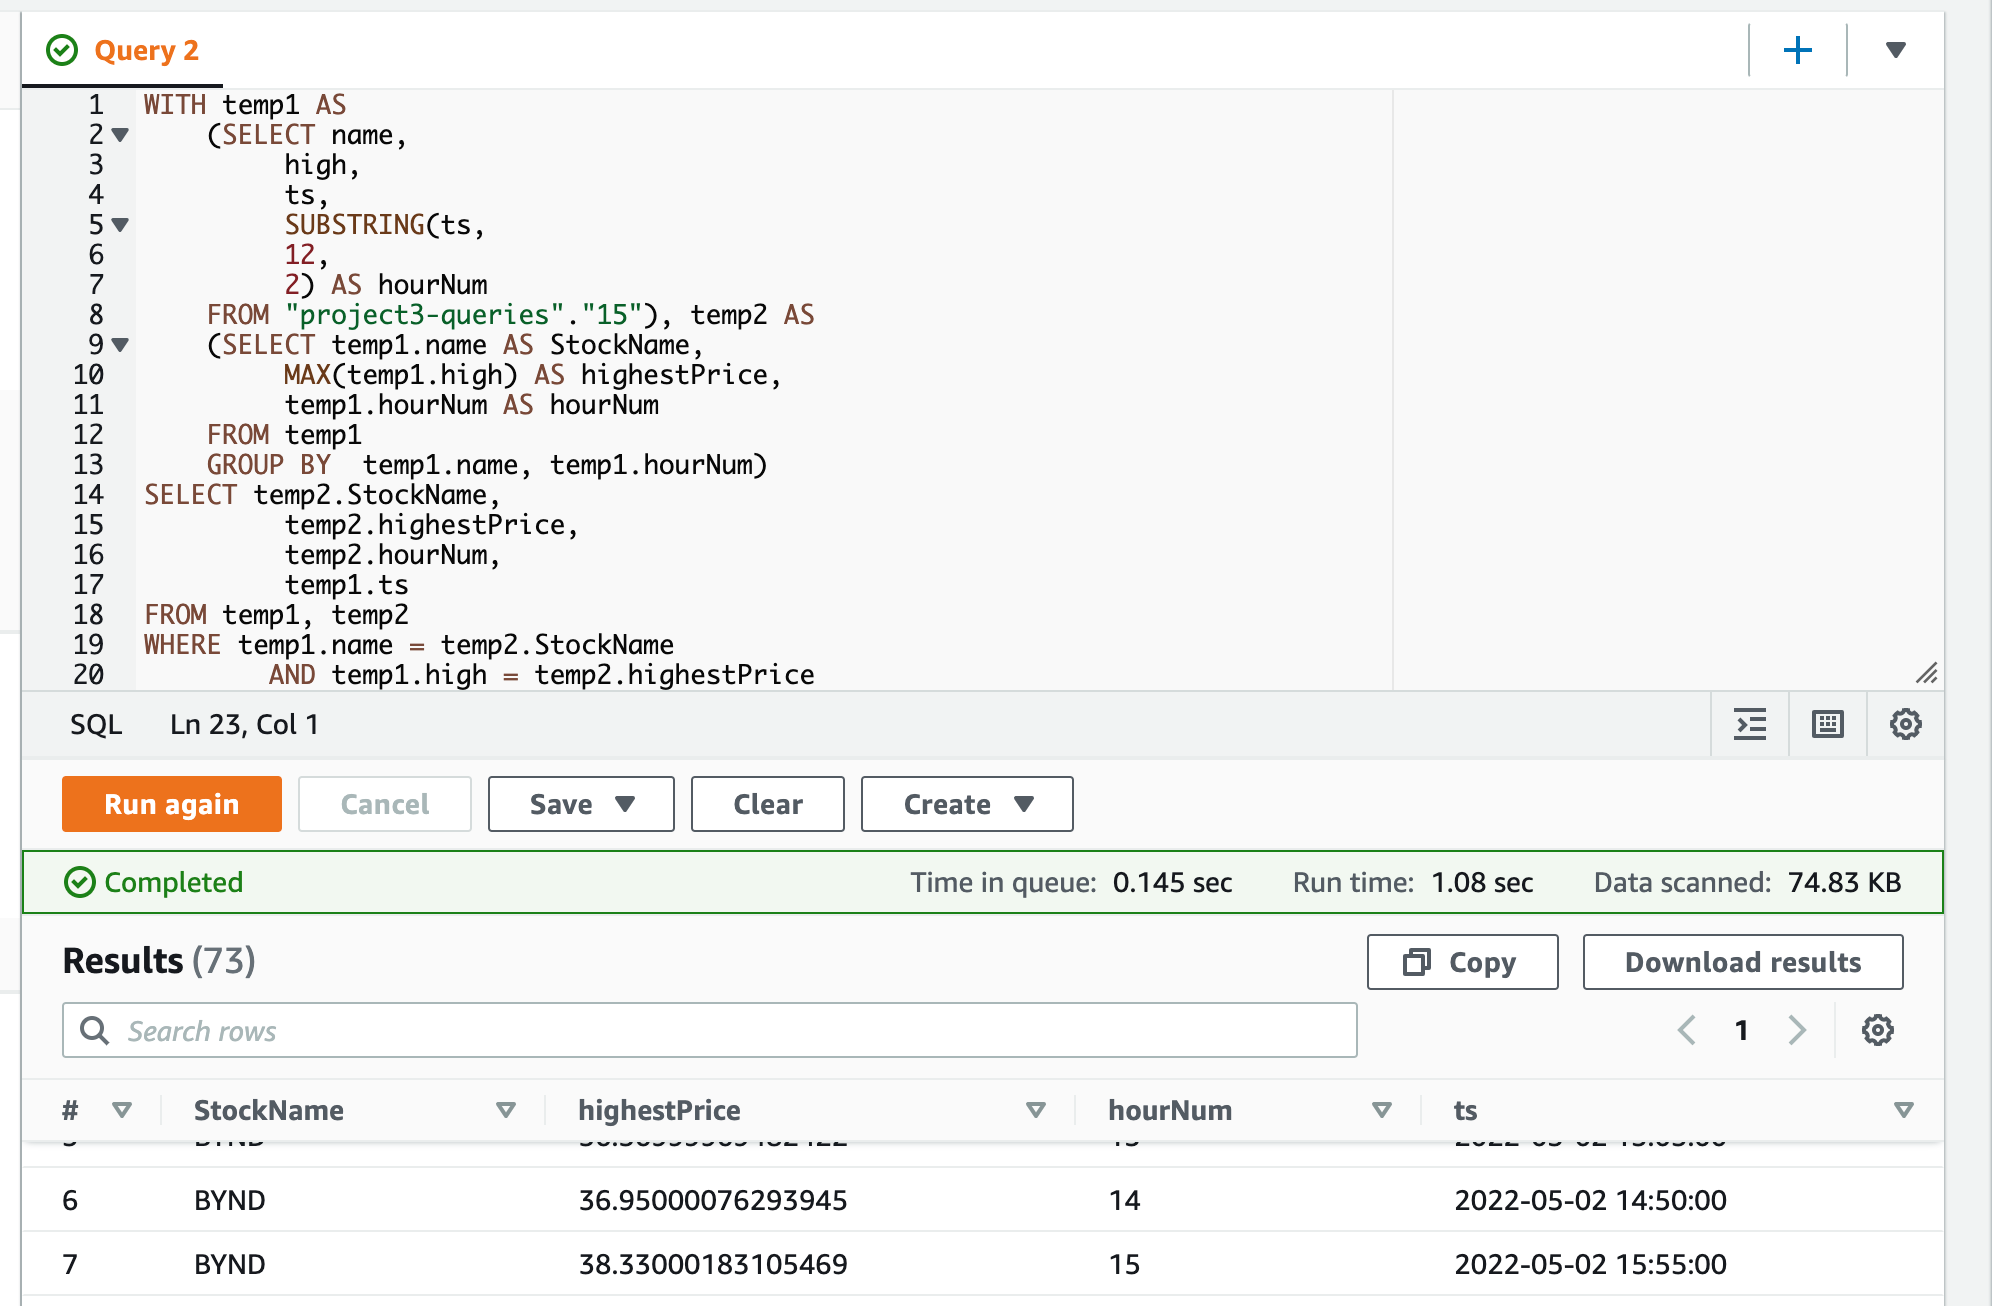 Query 2
1 WITH temp1 AS
2 (SELECT name,
3 high,
4 ts,
5 SUBSTRING(ts,
6 12,
7 2) AS hourNum
8 FROM "project3-queries"."15"), temp2 AS
9 (SELECT temp1.name AS StockName,
10 MAX(temp1.high) AS highestPrice,
11 temp1.hourNum AS hourNum
12 FROM temp1
13 GROUP BY  temp1.name, temp1.hourNum)
14 SELECT temp2.StockName,
15 temp2.highestPrice,
16 temp2.hourNum,
17 temp1.ts
18 FROM temp1, temp2
19 WHERE temp1.name = temp2.StockName
20 AND temp1.high = temp2.highestPrice
SQL Ln 23, Col 1
Run again Cancel Save Clear Create
Completed Time in queue: 0.145 sec Run time: 1.08 sec Data scanned: 74.83 KB
Results (73) Copy Download results
Search rows 1
# StockName highestPrice hourNum ts
6 BYND 36.95000076293945 14 2022-05-02 14:50:00
7 BYND 38.33000183105469 15 2022-05-02 15:55:00